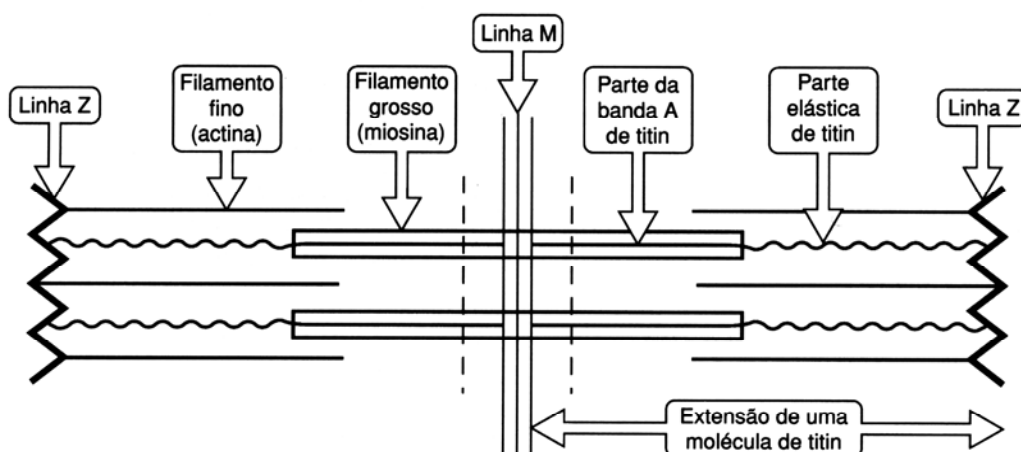 Linha M
Linha Z
Filamento
fino
(actina)
Filamento
grosso
(miosina)
Parte da
banda A
de titin
Parte
elástica
de titin
Linha Z
Extensão de uma
molécula de titin